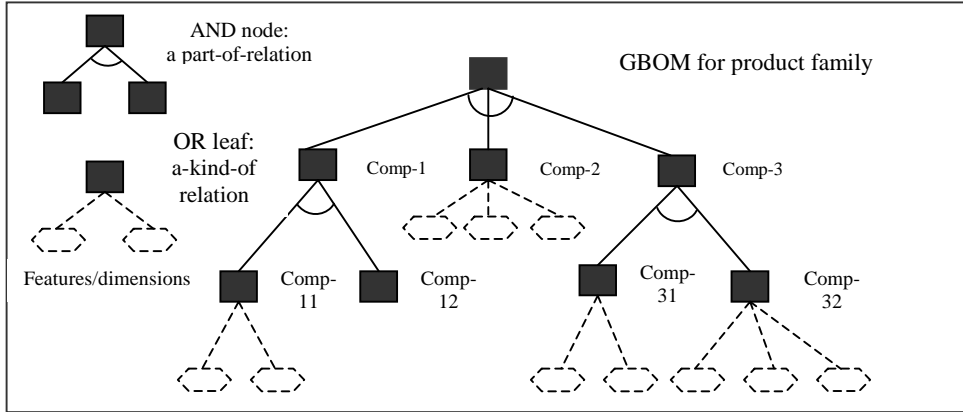 AND node:
a part-of-relation
GBOM for product family
OR leaf:
a-kind-of
relation
Comp-1
Comp-2
Comp-3
Features/dimensions
Comp-
11
Comp-
12
Comp-
31
Comp-
32